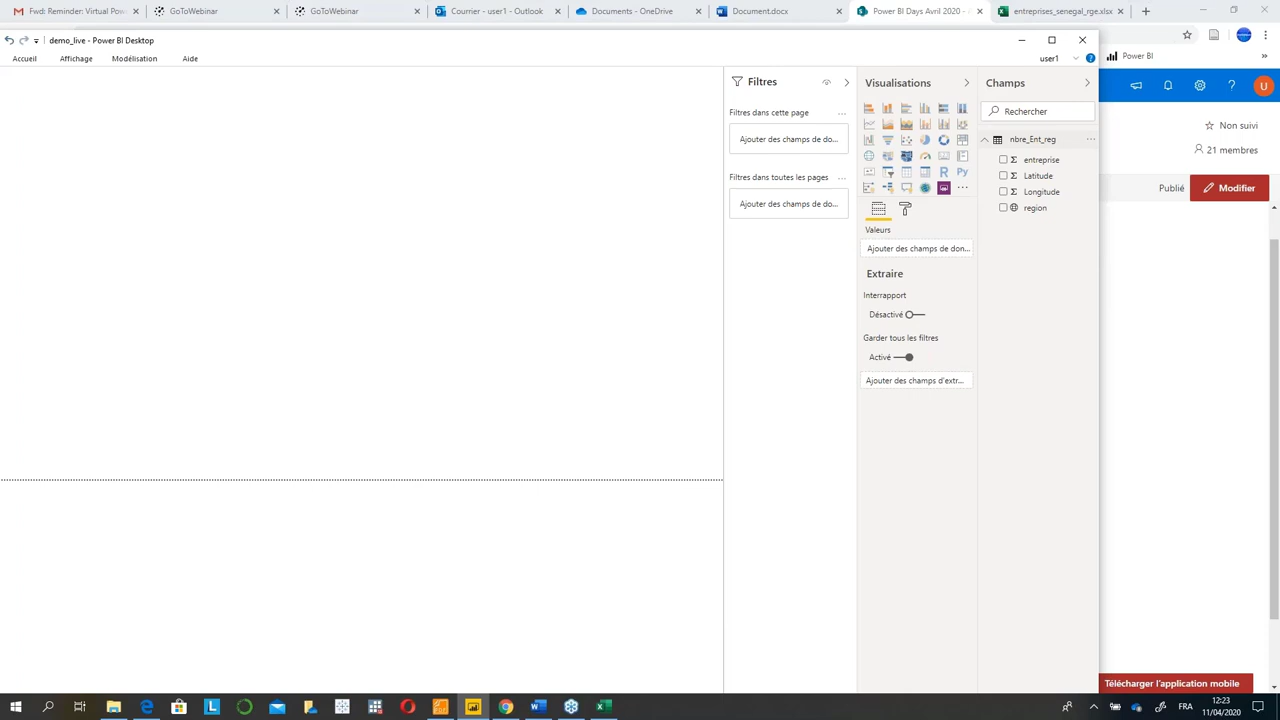 Fwd: Reminder: Virtual Pow
GoToWebinar
GoToWebinar
Courrier - user1 - Outlook
Documents - OneDrive
Document.docx
Power BI Days Avril 2020 - A
entreprises_senegal_rge.xlsx
demo_live - Power BI Desktop
Power BI
Accueil
Affichage
Modélisation
Aide
user1
U
Filtres
Visualisations
Champs
Filtres dans cette page
Rechercher
Non suivi
Ajouter des champs de do...
nbre_Ent_reg
21 membres
entreprise
Filtres dans toutes les pages
Latitude
Publié
Modifier
Ajouter des champs de do...
R
Py
Longitude
region
Valeurs
Ajouter des champs de don...
Extraire
Interrapport
Désactivé
Garder tous les filtres
Activé
Ajouter des champs d'extr...
Télécharger l'application mobile
FRA
12:23
11/04/2020